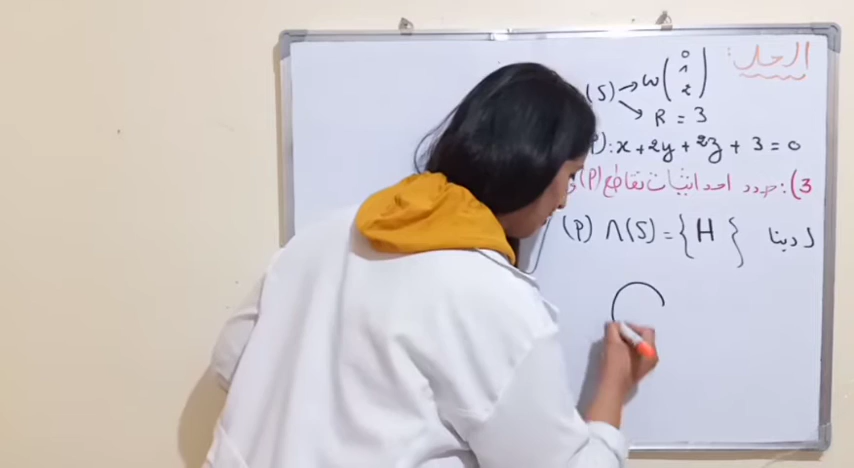 الحل:
(S) → ω (0 1 2)
→ R = 3
(P): x + 2y + 2z + 3 = 0
3) حدد احداثيات تقاطع (P) و
لدينا (P) ∩ (S) = { H }